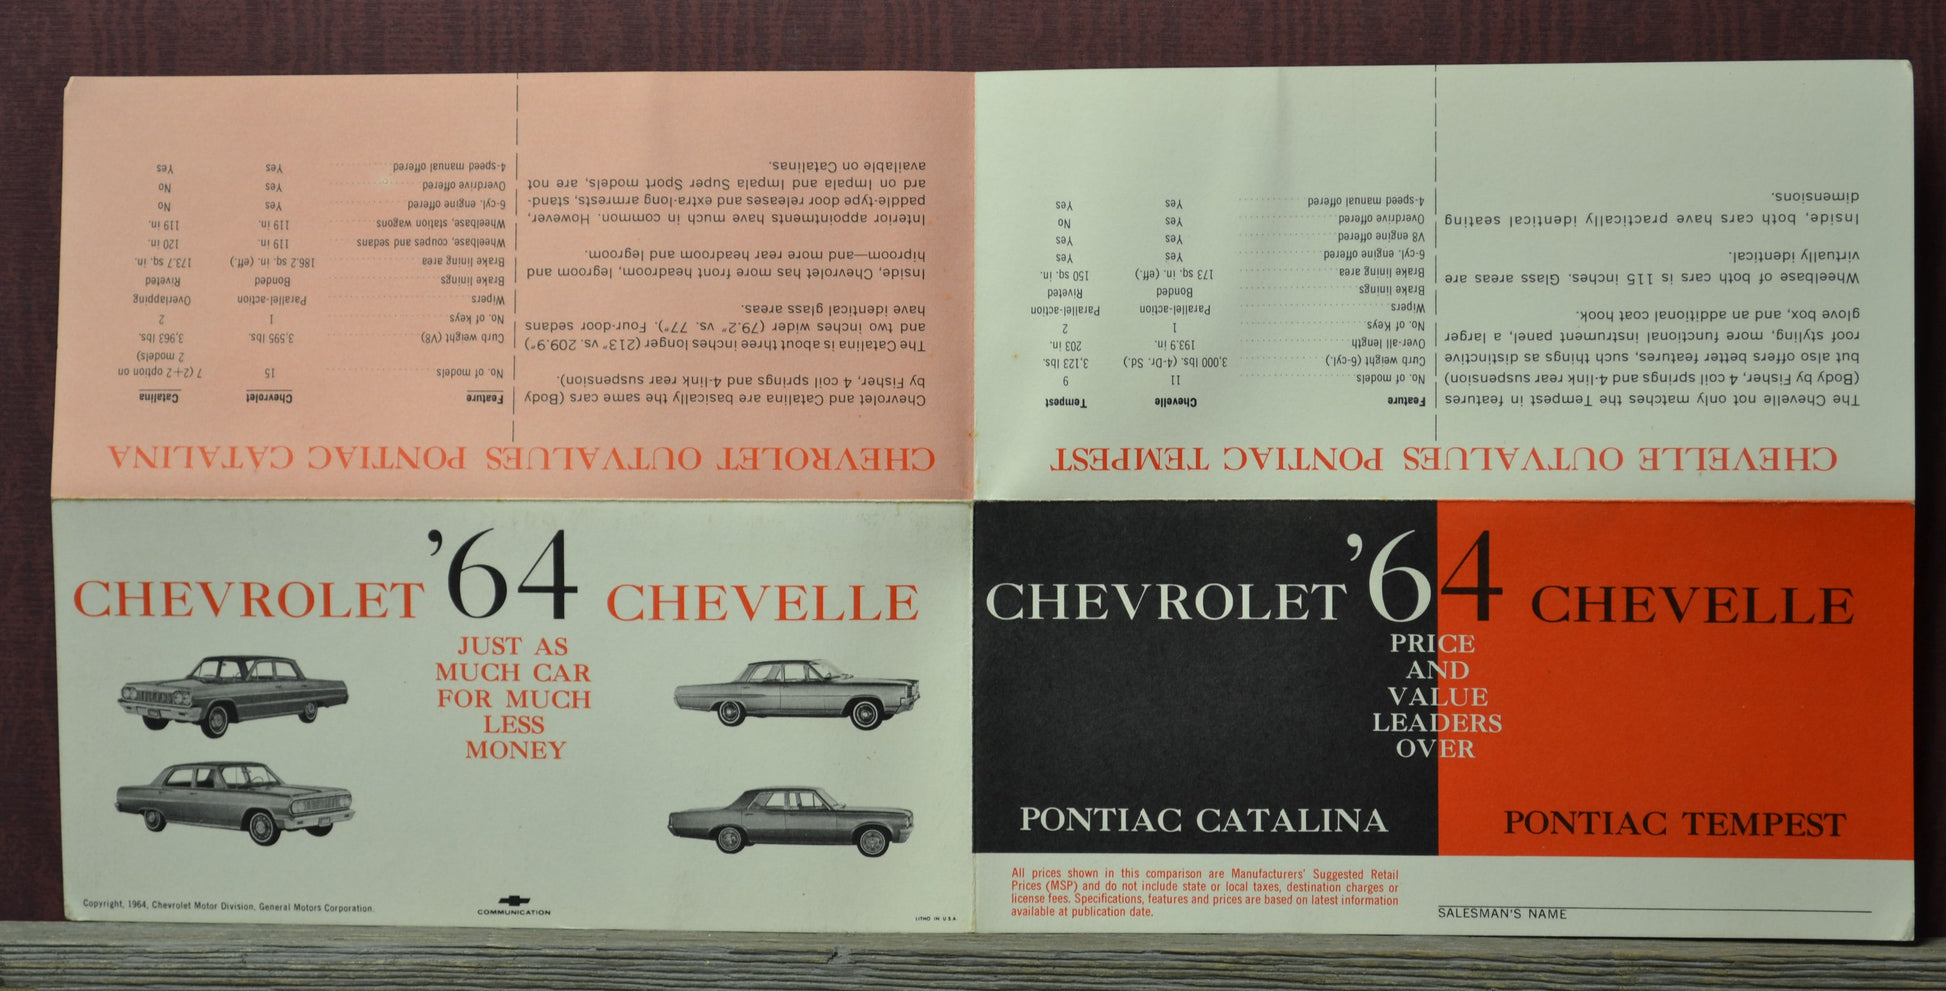 CHEVROLET OUTVALUES PONTIAC CATALINA
Chevrolet and Catalina are basically the same cars (Body
by Fisher, 4 coil springs and 4-link rear suspension).
The Catalina is about three inches longer (213" vs. 209.9")
and two inches wider (79.2" vs. 77"). Four-door sedans
have identical glass areas.
Inside, Chevrolet has more front headroom, legroom and
hiproom—and more rear headroom and legroom.
Interior appointments have much in common. However,
paddle-type door releases and extra-long armrests, stand-
ard on Impala and Impala Super Sport models, are not
available on Catalinas.
Feature Chevrolet Catalina
No. of models 15 7 (2+2 option on
2 models)
Curb weight (V8) 3,595 lbs. 3,963 lbs.
No. of keys 1 2
Wipers Parallel-action Overlapping
Brake linings Bonded Riveted
Brake lining area 186.2 sq. in. (eff.) 173.7 sq. in.
Wheelbase, coupes and sedans 119 in. 120 in.
Wheelbase, station wagons 119 in. 119 in.
6-cyl. engine offered Yes No
Overdrive offered Yes No
4-speed manual offered Yes Yes
CHEVELLE OUTVALUES PONTIAC TEMPEST
The Chevelle not only matches the Tempest in features
(Body by Fisher, 4 coil springs and 4-link rear suspension)
but also offers better features, such things as distinctive
roof styling, more functional instrument panel, a larger
glove box, and an additional coat hook.
Wheelbase of both cars is 115 inches. Glass areas are
virtually identical.
Inside, both cars have practically identical seating
dimensions.
Feature Chevelle Tempest
No. of models 11 9
Curb weight (6-cyl.) 3,000 lbs. (4-Dr. Sd.) 3,123 lbs.
Over-all length 193.9 in. 203 in.
No. of Keys 1 2
Wipers Parallel-action Parallel-action
Brake linings Bonded Riveted
Brake lining area 173 sq. in. (eff.) 150 sq. in.
6-cyl. engine offered Yes Yes
V8 engine offered Yes Yes
Overdrive offered Yes No
4-speed manual offered Yes Yes
CHEVROLET '64 CHEVELLE
JUST AS
MUCH CAR
FOR MUCH
LESS
MONEY
Copyright, 1964, Chevrolet Motor Division, General Motors Corporation.
COMMUNICATION
LITHO IN U.S.A.
CHEVROLET '64 CHEVELLE
PRICE
AND
VALUE
LEADERS
OVER
PONTIAC CATALINA PONTIAC TEMPEST
All prices shown in this comparison are Manufacturers' Suggested Retail
Prices (MSP) and do not include state or local taxes, destination charges or
license fees. Specifications, features and prices are based on latest information
available at publication date.
SALESMAN'S NAME